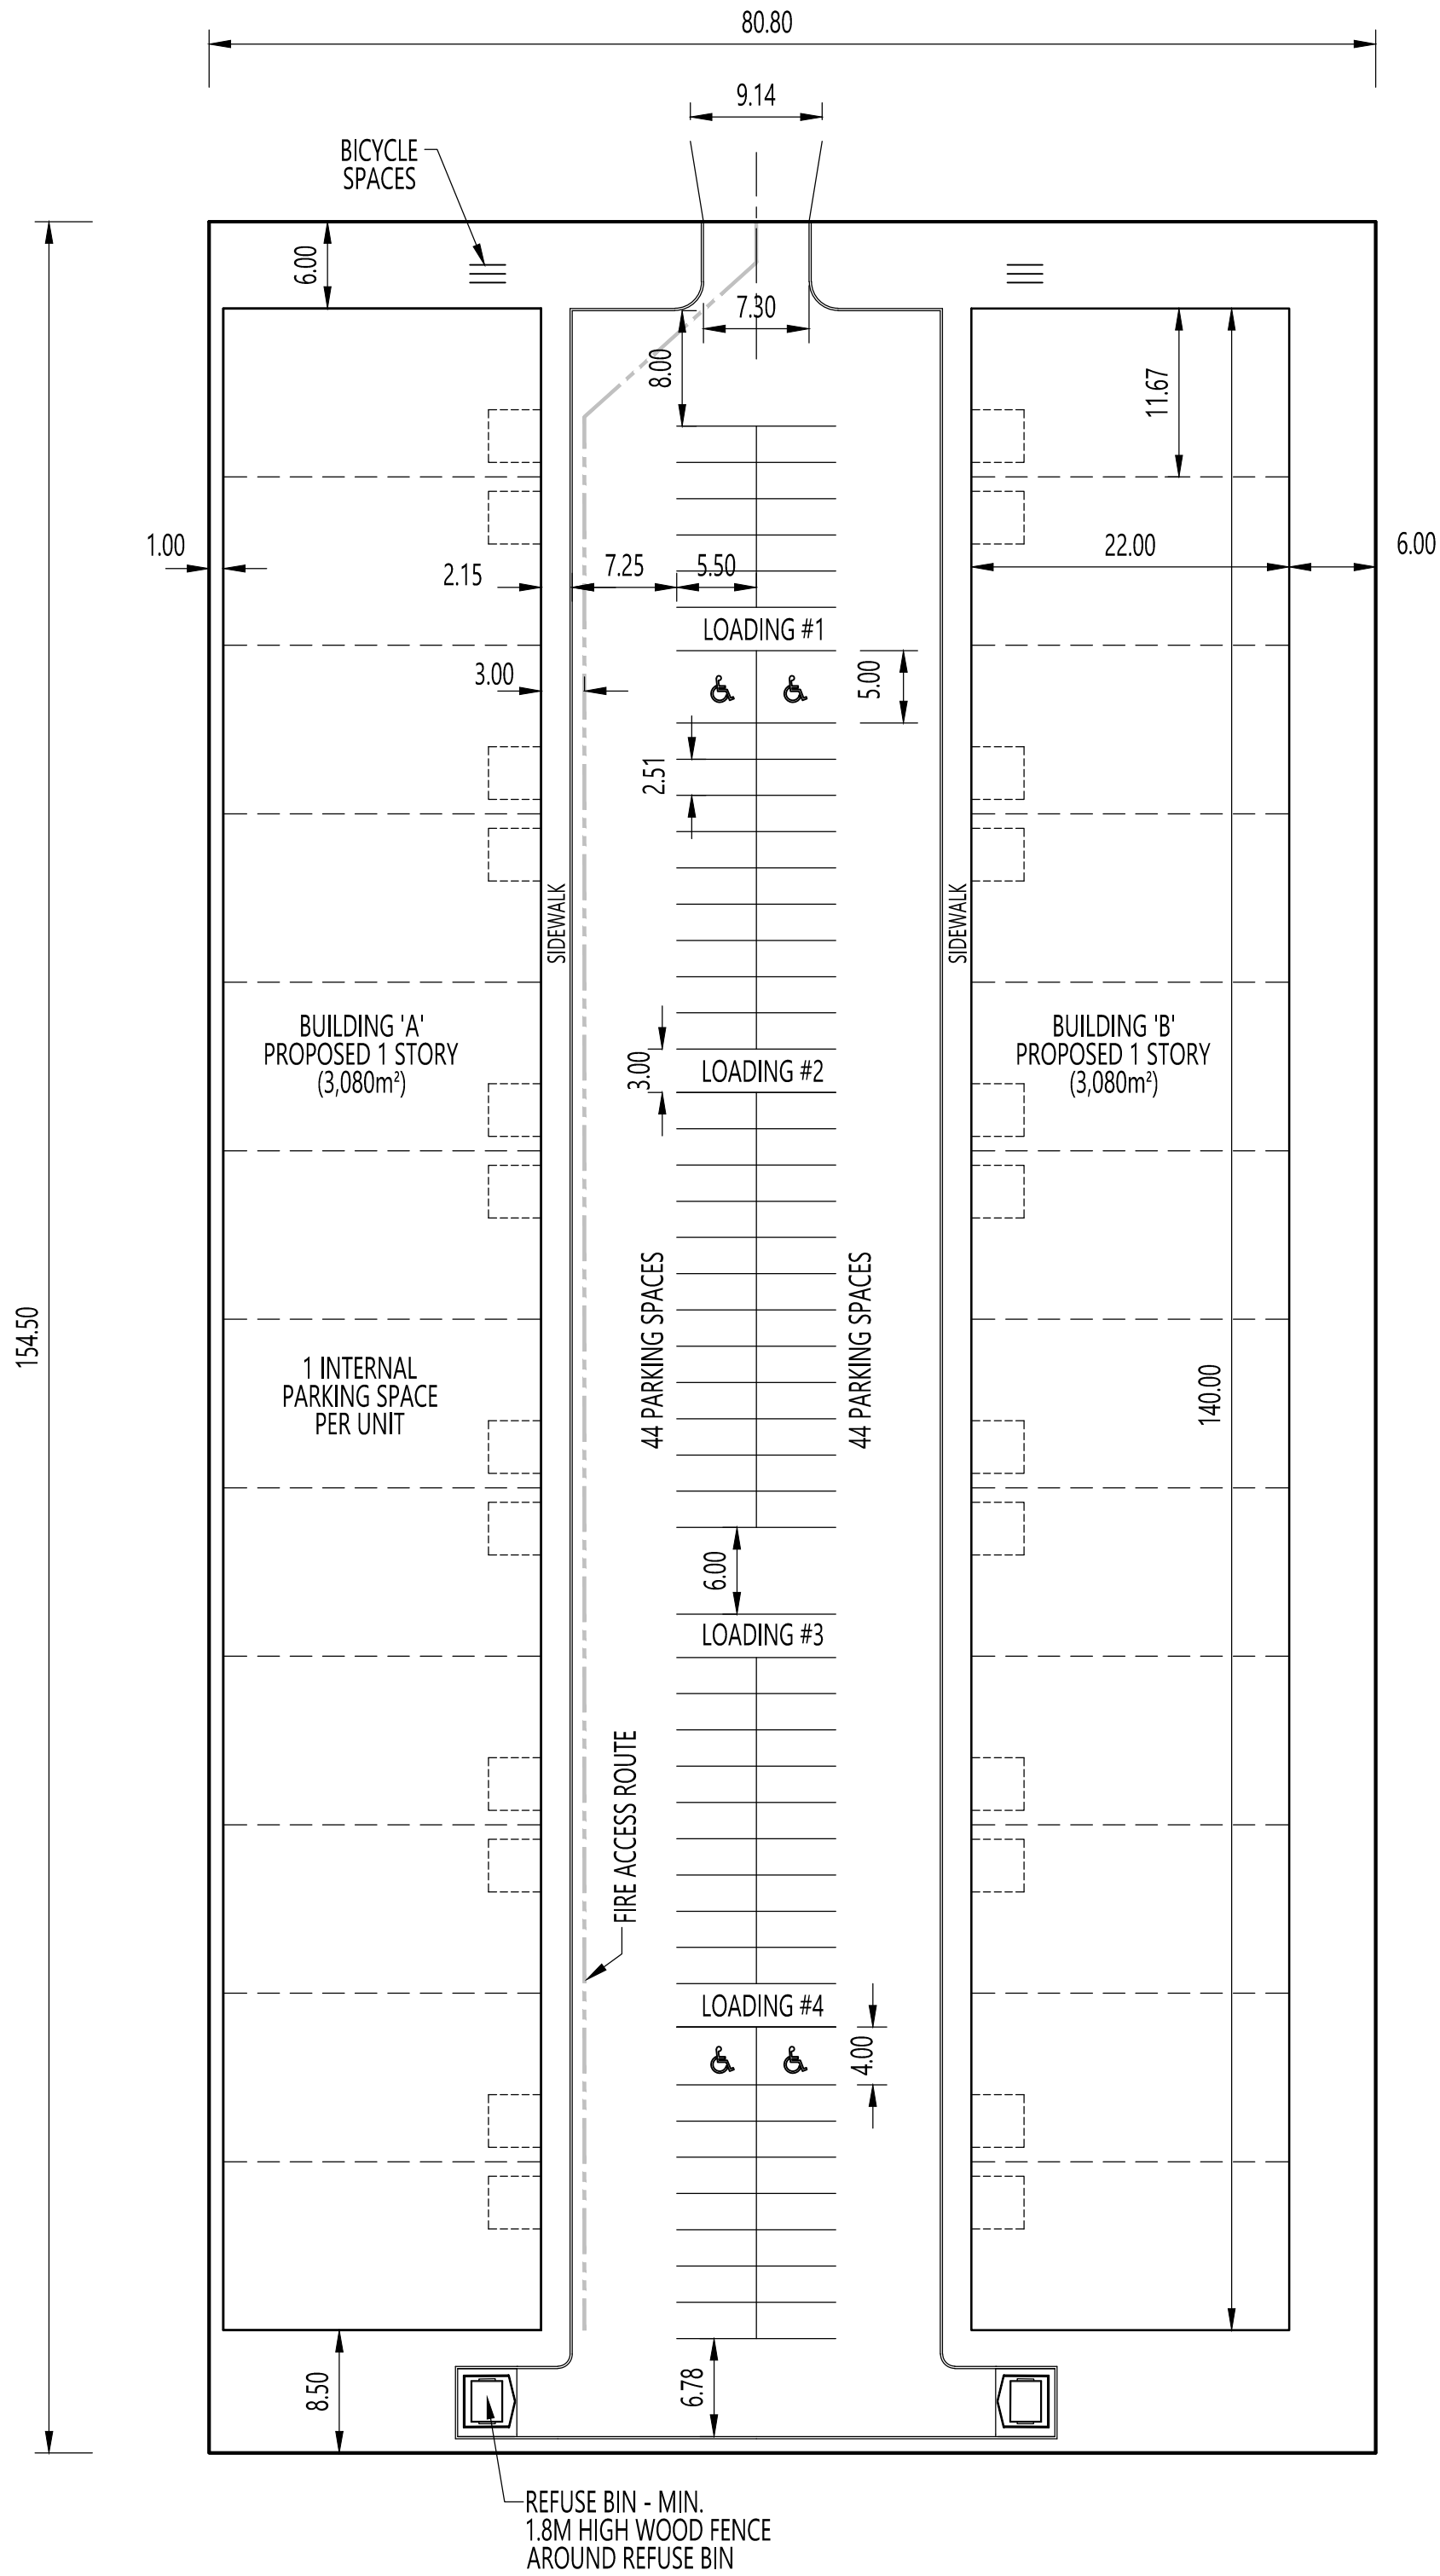 80.80
9.14
BICYCLE
SPACES
6.00
7.30
8.00
11.67
1.00
2.15
7.25
5.50
22.00
6.00
LOADING #1
3.00
5.00
2.51
SIDEWALK
SIDEWALK
BUILDING 'A'
PROPOSED 1 STORY
(3,080m²)
3.00
LOADING #2
BUILDING 'B'
PROPOSED 1 STORY
(3,080m²)
154.50
1 INTERNAL
PARKING SPACE
PER UNIT
44 PARKING SPACES
44 PARKING SPACES
140.00
6.00
LOADING #3
FIRE ACCESS ROUTE
LOADING #4
4.00
8.50
6.78
REFUSE BIN - MIN.
1.8M HIGH WOOD FENCE
AROUND REFUSE BIN